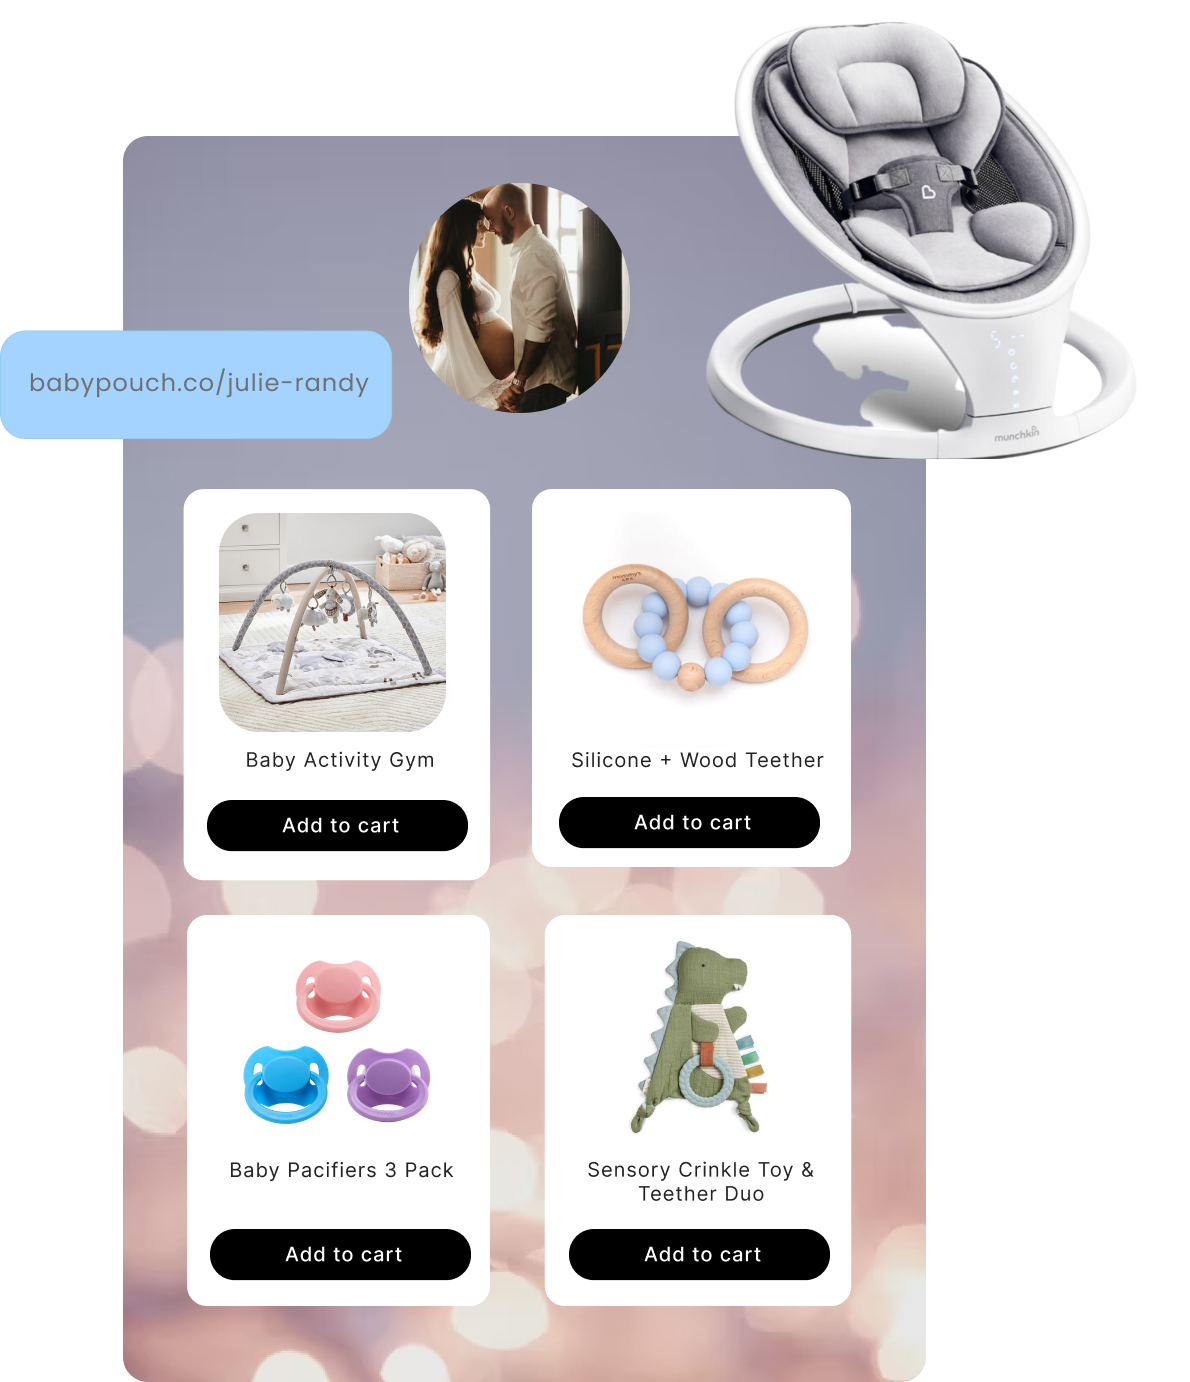 babypouch.co/julie-randy
munchkin
Baby Activity Gym
Silicone + Wood Teether
Add to cart
Add to cart
Baby Pacifiers 3 Pack
Sensory Crinkle Toy &
Teether Duo
Add to cart
Add to cart